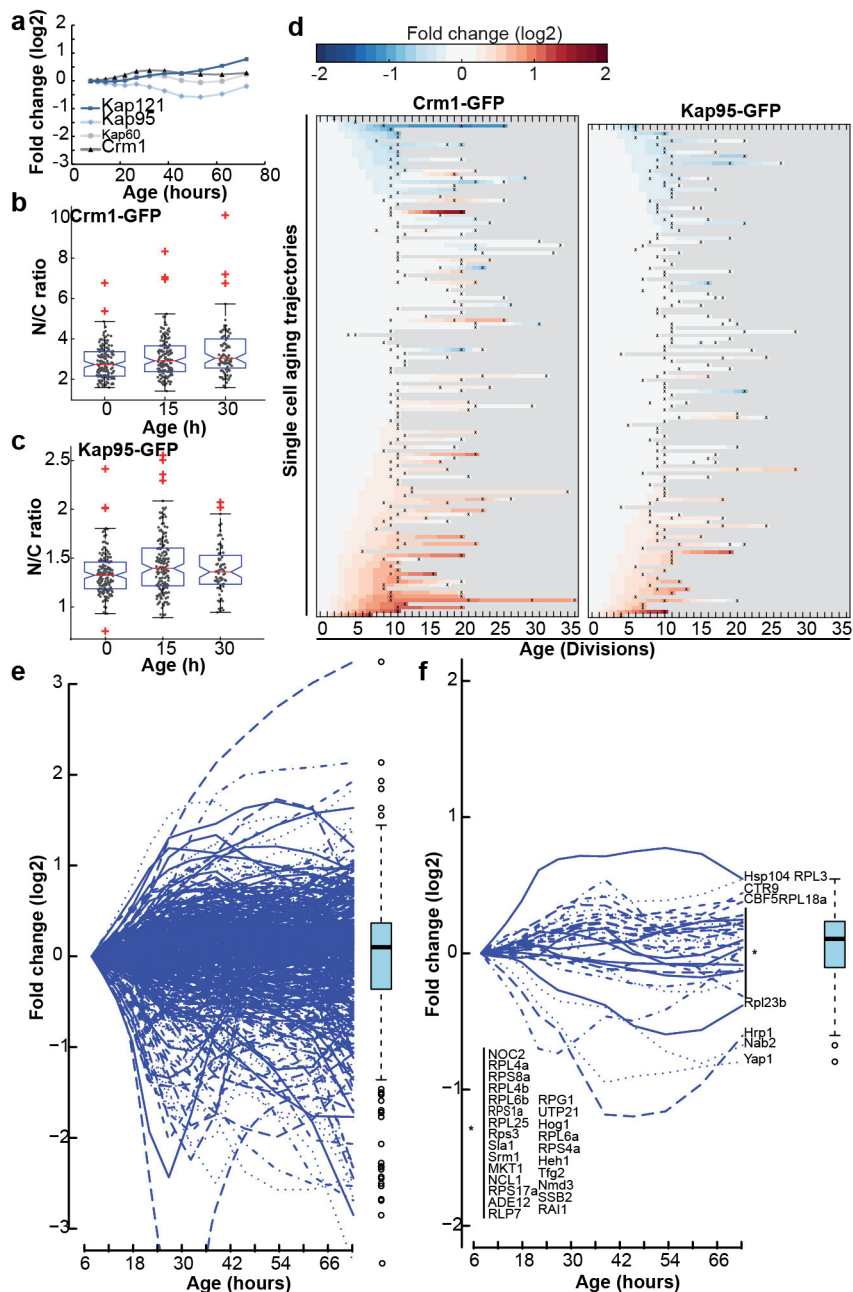 a
Fold change (log2)
2
1
0
-1
-2
-3
Kap121
Kap95
Kap60
Crm1
0
20
40
60
80
Age (hours)
b
Crm1-GFP
N/C ratio
10
8
6
4
2
0
15
30
Age (h)
c
Kap95-GFP
N/C ratio
2.5
2
1.5
1
0
15
30
Age (h)
d
Fold change (log2)
-2
-1
0
1
2
Crm1-GFP
Kap95-GFP
Single cell aging trajectories
0 5 10 15 20 25 30 35
0 5 10 15 20 25 30 35
Age (Divisions)
e
Fold change (log2)
3
2
1
0
−1
−2
−3
6 18 30 42 54 66
Age (hours)
f
Fold change (log2)
2
1
0
−1
−2
Hsp104 RPL3
CTR9
CBF5RPL18a
*
Rpl23b
Hrp1
Nab2
Yap1
*
NOC2
RPL4a
RPS8a
RPL4b
RPL6b
RPS1a
RPL25
Rps3
Sla1
Srm1
MKT1
NCL1
RPS17a
ADE12
RLP7
RPG1
UTP21
Hog1
RPL6a
RPS4a
Heh1
Tfg2
Nmd3
SSB2
RAI1
6 18 30 42 54 66
Age (hours)